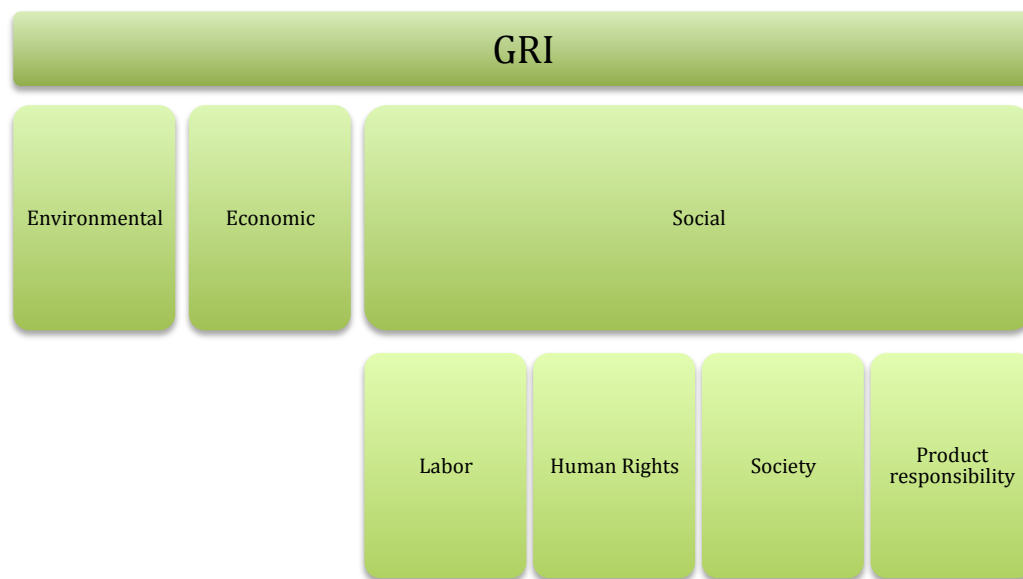 GRI
Environmental
Economic
Social
Labor
Human Rights
Society
Product
responsibility